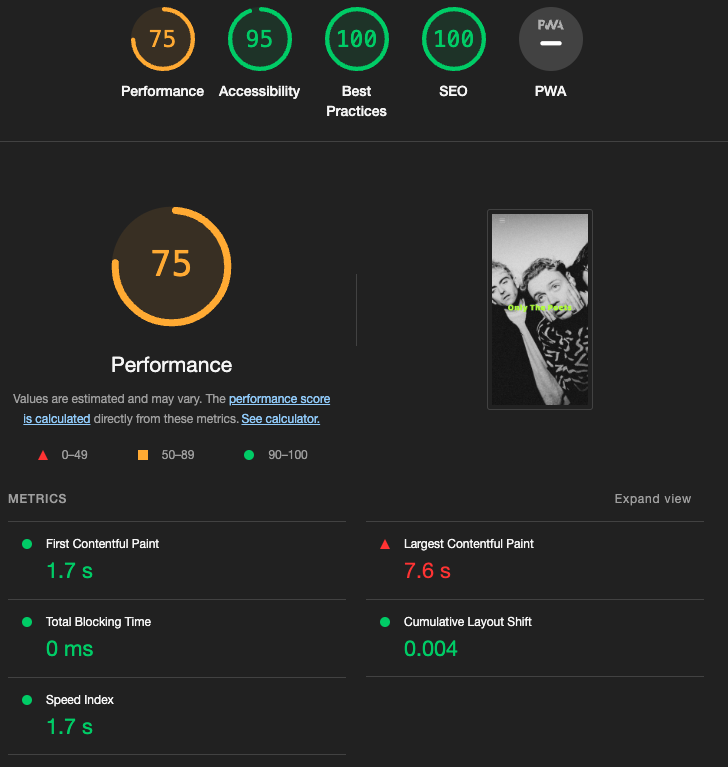 75
95
100
100
PWA
Performance
Accessibility
Best
Practices
SEO
PWA
75
Performance
Values are estimated and may vary. The performance score
is calculated directly from these metrics. See calculator.
0–49
50–89
90–100
Only The Poets
METRICS
Expand view
First Contentful Paint
1.7 s
Largest Contentful Paint
7.6 s
Total Blocking Time
0 ms
Cumulative Layout Shift
0.004
Speed Index
1.7 s